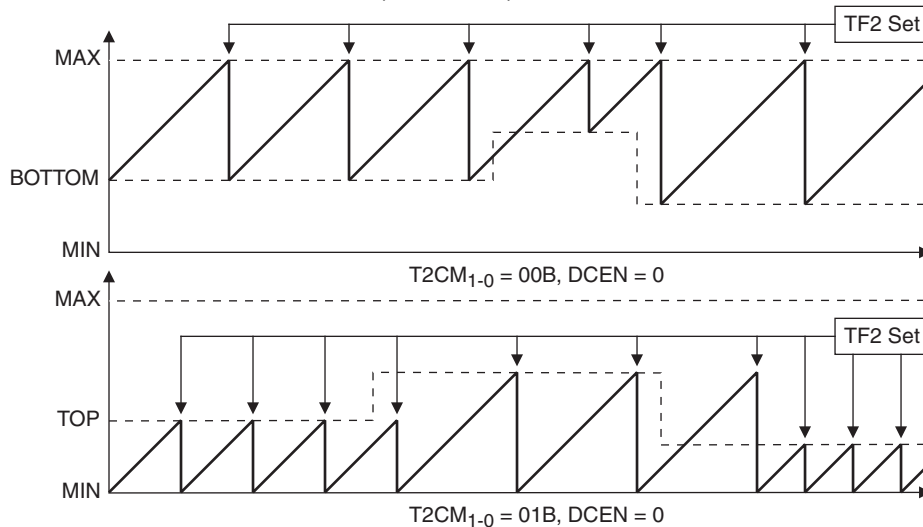 TF2 Set
MAX
BOTTOM
MIN
T2CM1-0 = 00B, DCEN = 0
MAX
TF2 Set
TOP
MIN
T2CM1-0 = 01B, DCEN = 0